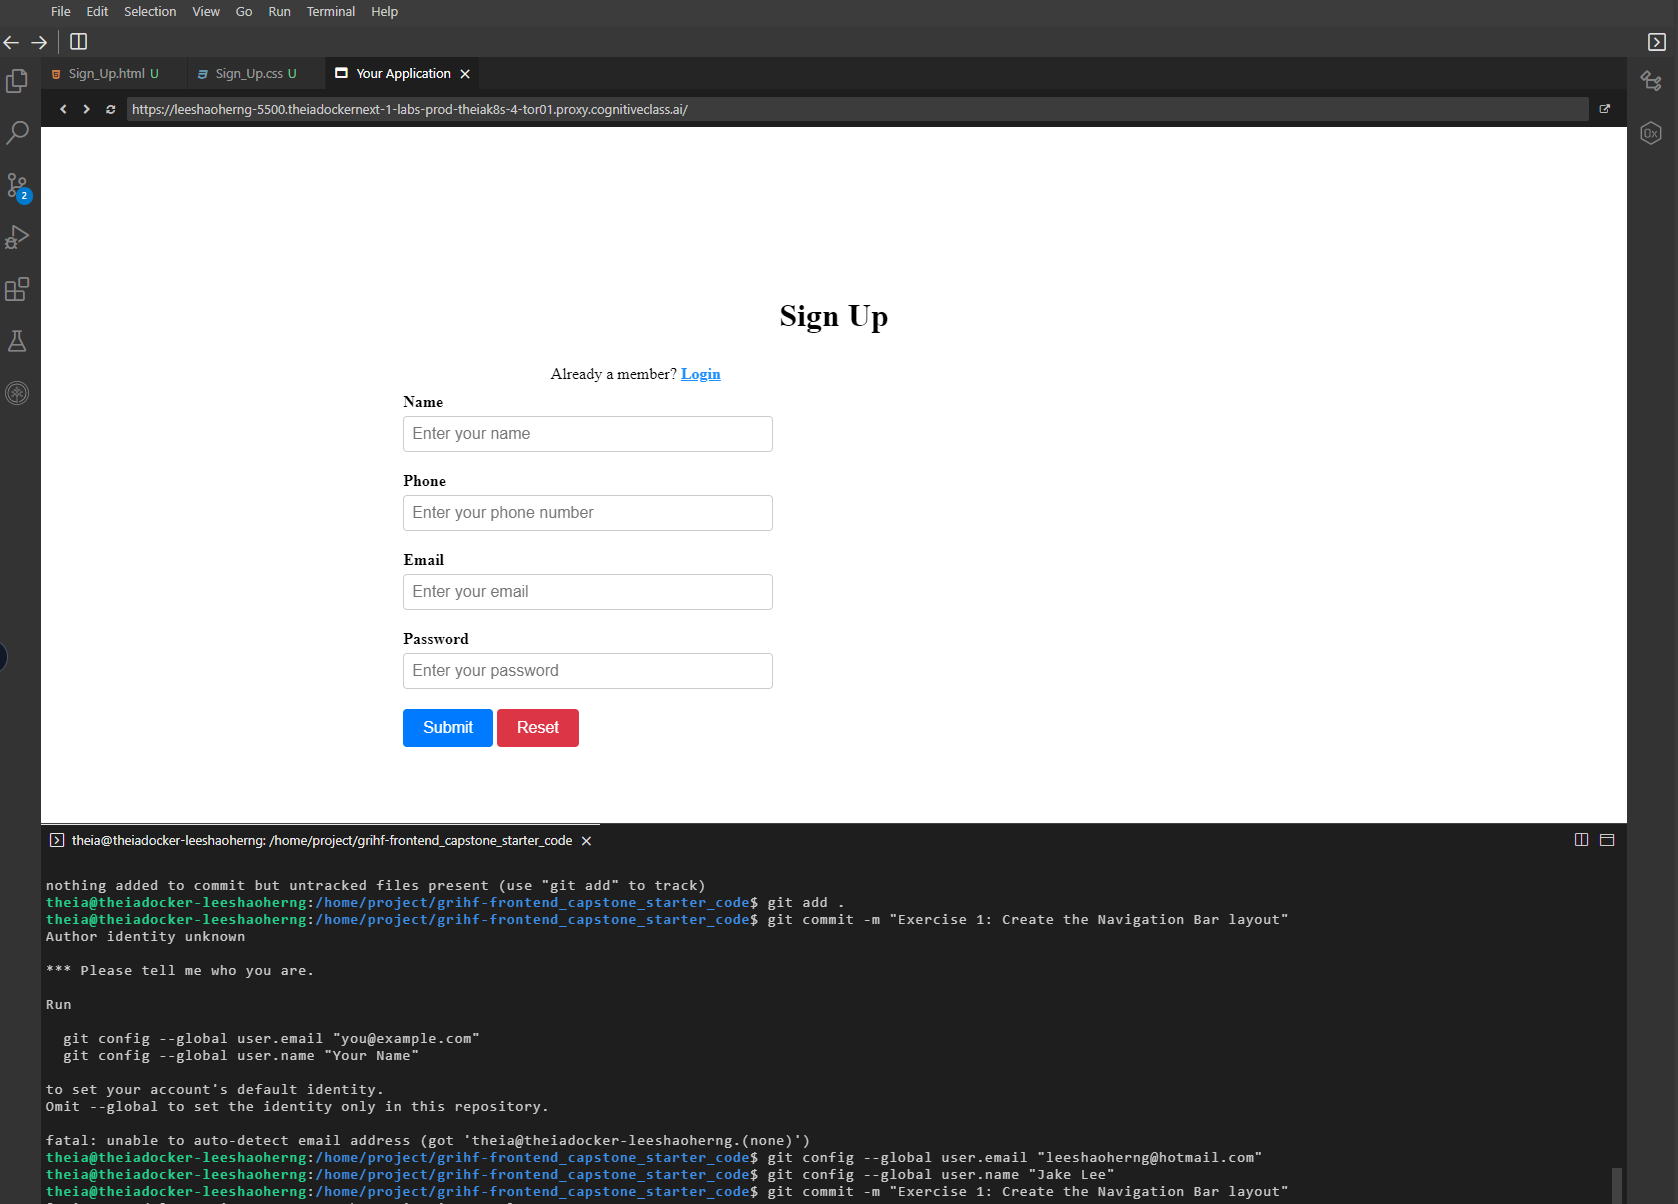 File Edit Selection View Go Run Terminal Help
Sign_Up.html U Sign_Up.css U Your Application
https://leeshaoherng-5500.theiadockernext-1-labs-prod-theiak8s-4-tor01.proxy.cognitiveclass.ai/
0x
2
Sign Up
Already a member? Login
Name
Enter your name
Phone
Enter your phone number
Email
Enter your email
Password
Enter your password
Submit Reset
theia@theiadocker-leeshaoherng: /home/project/grihf-frontend_capstone_starter_code
nothing added to commit but untracked files present (use "git add" to track)
theia@theiadocker-leeshaoherng:/home/project/grihf-frontend_capstone_starter_code$ git add .
theia@theiadocker-leeshaoherng:/home/project/grihf-frontend_capstone_starter_code$ git commit -m "Exercise 1: Create the Navigation Bar layout"
Author identity unknown
*** Please tell me who you are.
Run
git config --global user.email "you@example.com"
git config --global user.name "Your Name"
to set your account's default identity.
Omit --global to set the identity only in this repository.
fatal: unable to auto-detect email address (got 'theia@theiadocker-leeshaoherng.(none)')
theia@theiadocker-leeshaoherng:/home/project/grihf-frontend_capstone_starter_code$ git config --global user.email "leeshaoherng@hotmail.com"
theia@theiadocker-leeshaoherng:/home/project/grihf-frontend_capstone_starter_code$ git config --global user.name "Jake Lee"
theia@theiadocker-leeshaoherng:/home/project/grihf-frontend_capstone_starter_code$ git commit -m "Exercise 1: Create the Navigation Bar layout"